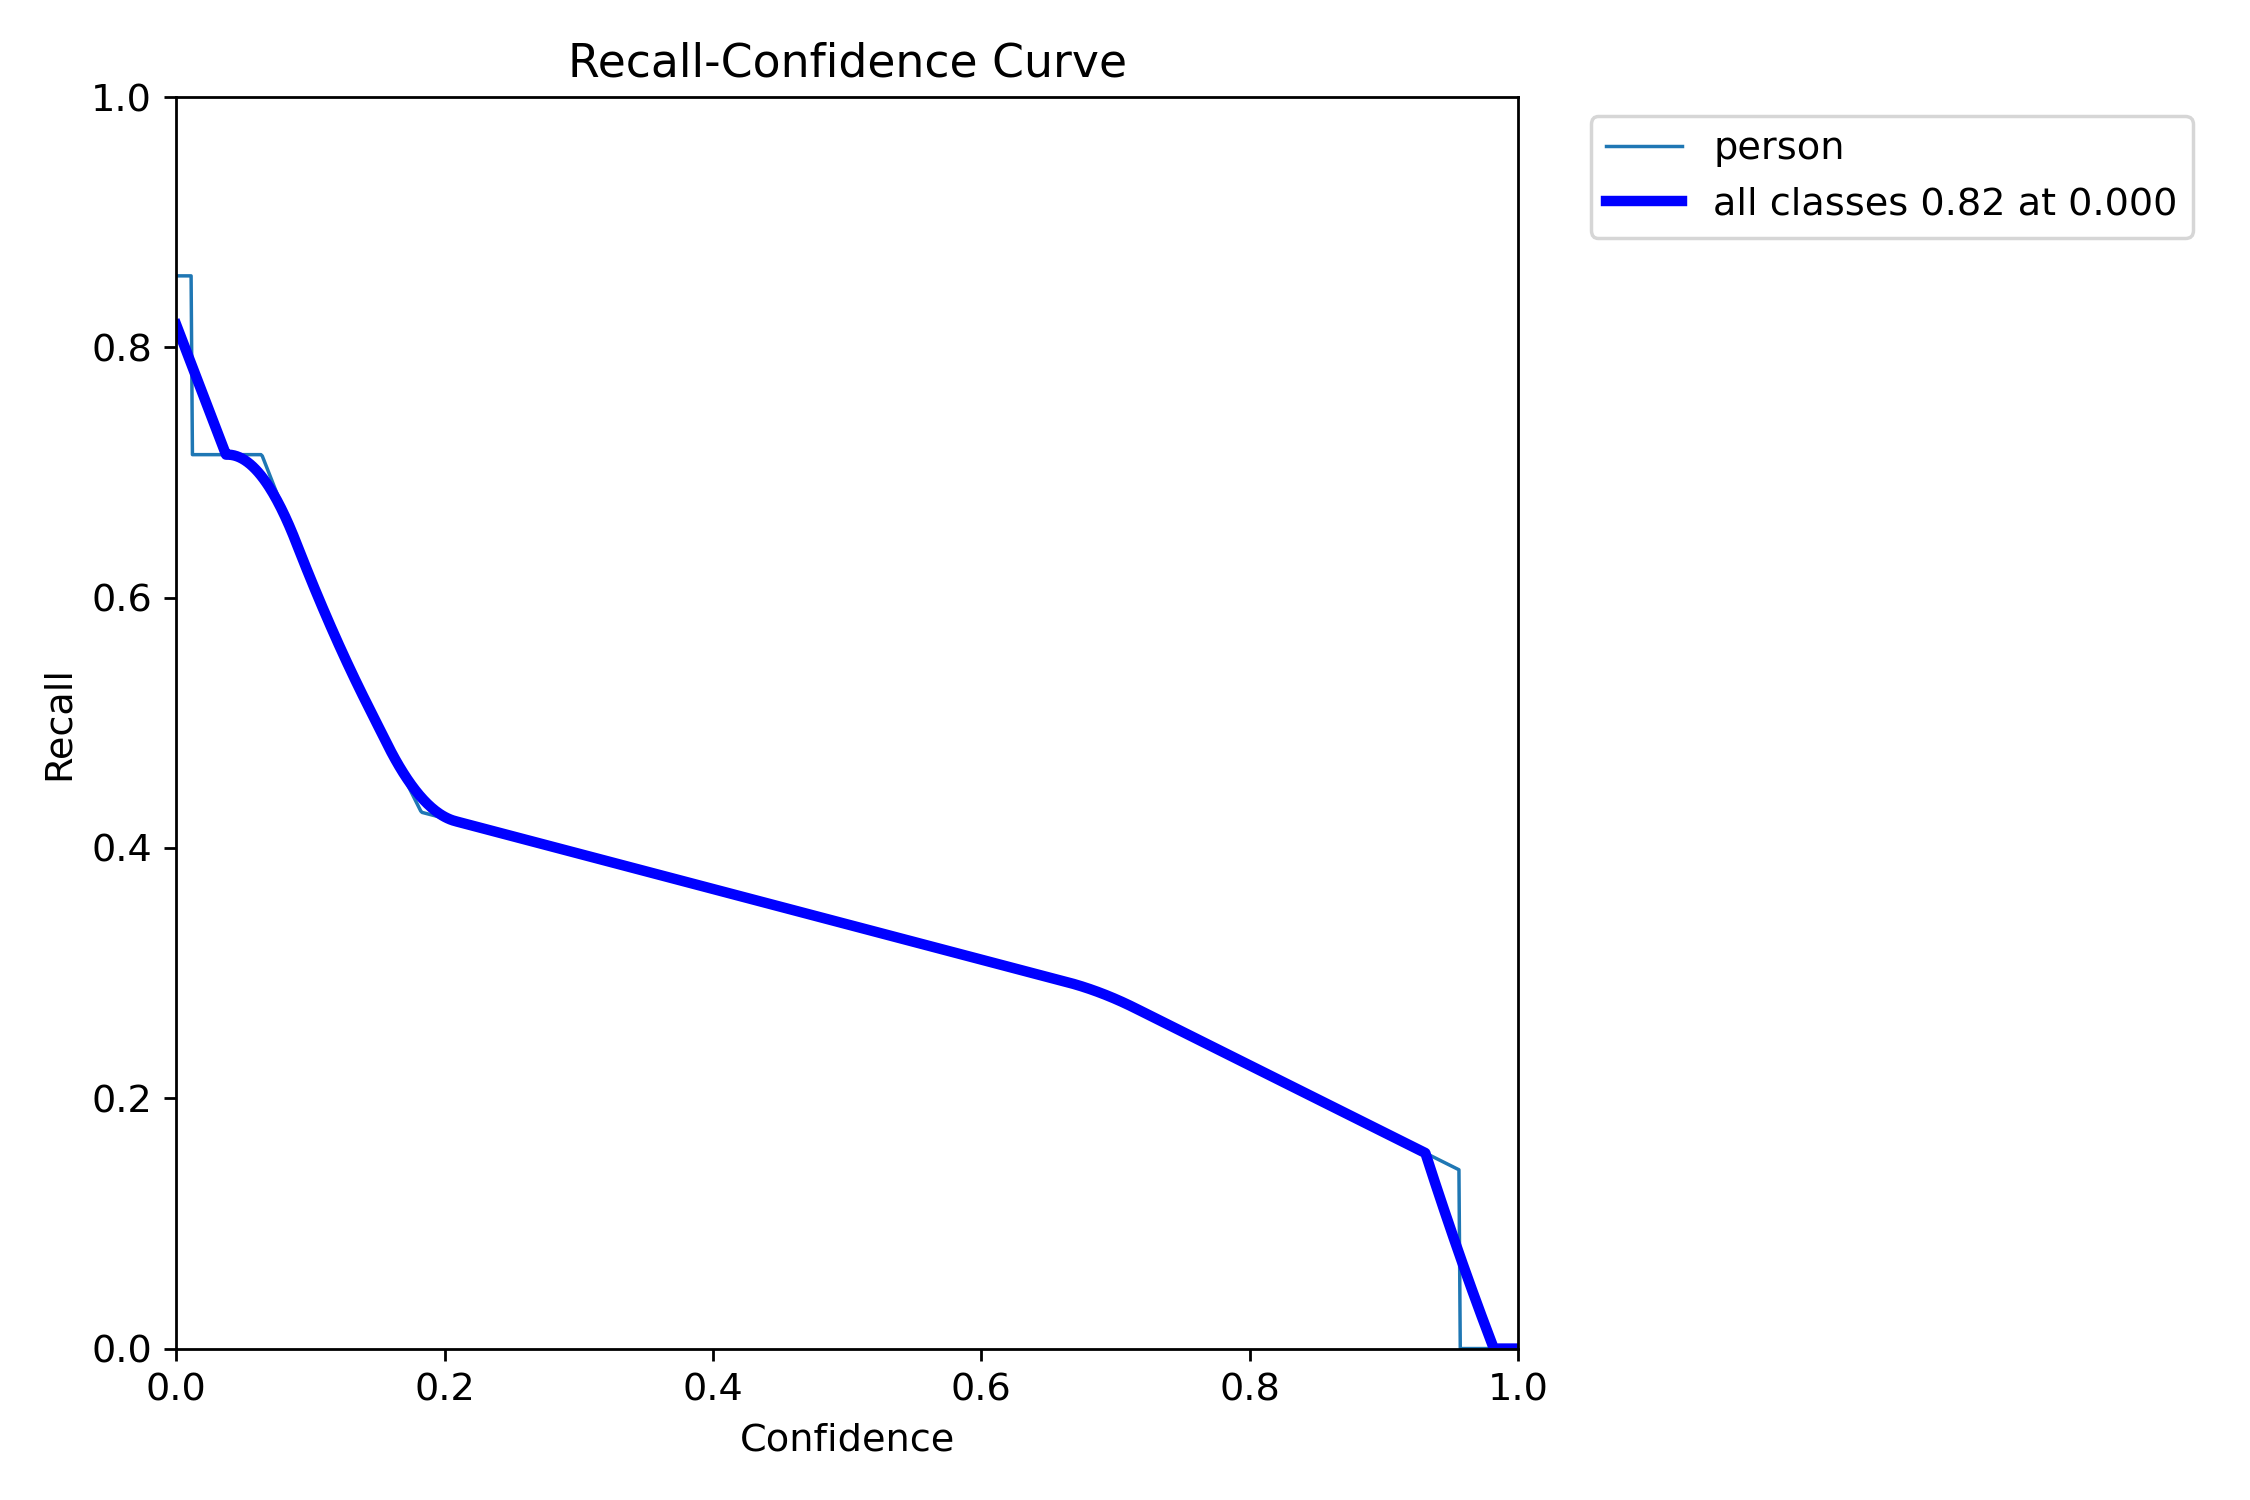 Recall-Confidence Curve
person
all classes 0.82 at 0.000
1.0
0.8
0.6
0.4
0.2
0.0
Recall
0.0 0.2 0.4 0.6 0.8 1.0
Confidence